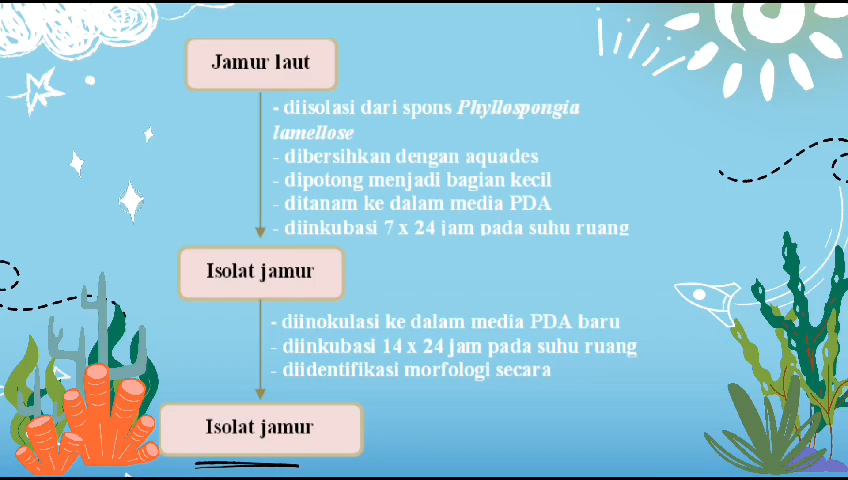 Jamur laut
- diisolasi dari spons Phyllospongia
lamellose
- dibersihkan dengan aquades
- dipotong menjadi bagian kecil
- ditanam ke dalam media PDA
- diinkubasi 7 x 24 jam pada suhu ruang
Isolat jamur
- diinokulasi ke dalam media PDA baru
- diinkubasi 14 x 24 jam pada suhu ruang
- diidentifikasi morfologi secara
Isolat jamur